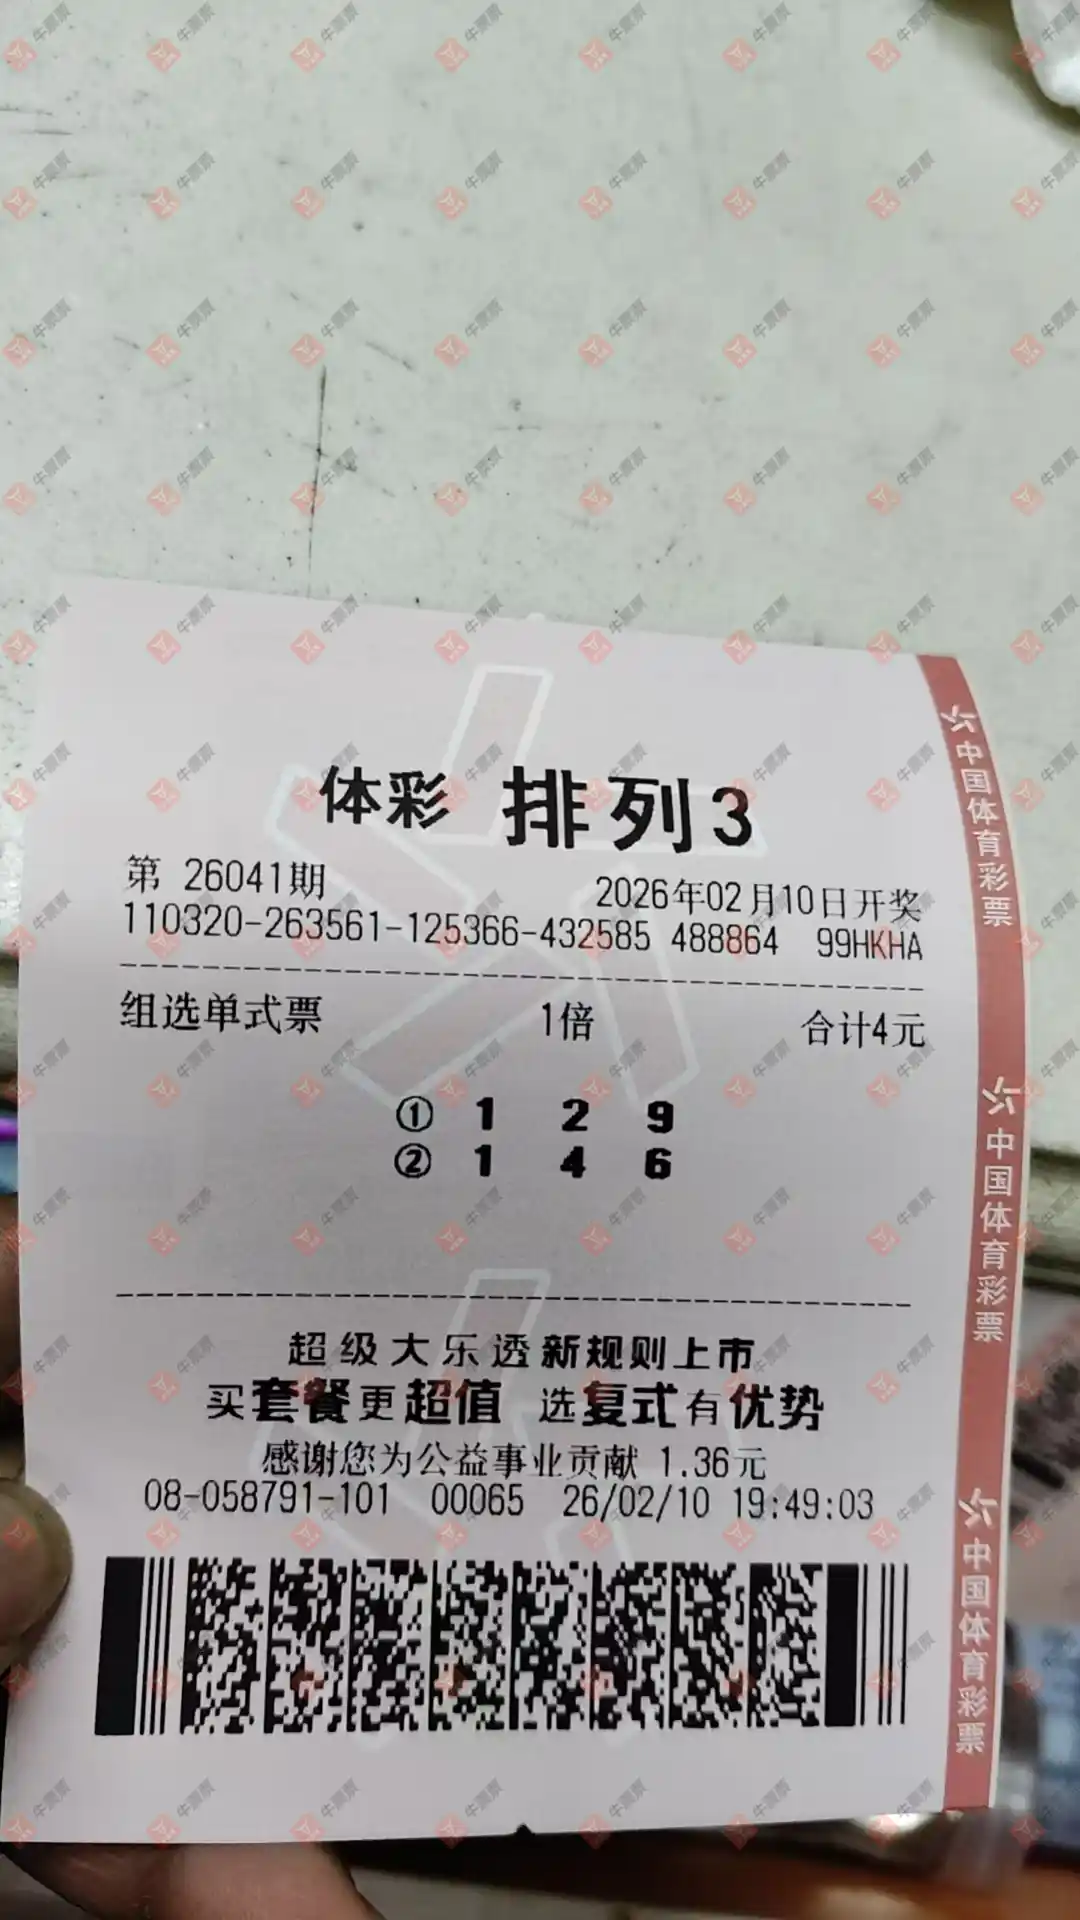 体彩 排列3
第 26041期 2026年02月10日开奖
110320-263561-125366-432585 488864 99HKHA
组选单式票 1倍 合计4元
① 1 2 9
② 1 4 6
超级大乐透新规则上市
买套餐更超值 选复式有优势
感谢您为公益事业贡献 1.36元
08-058791-101 00065 26/02/10 19:49:03
中国体育彩票
中国体育彩票
中国体育彩票
牛票票